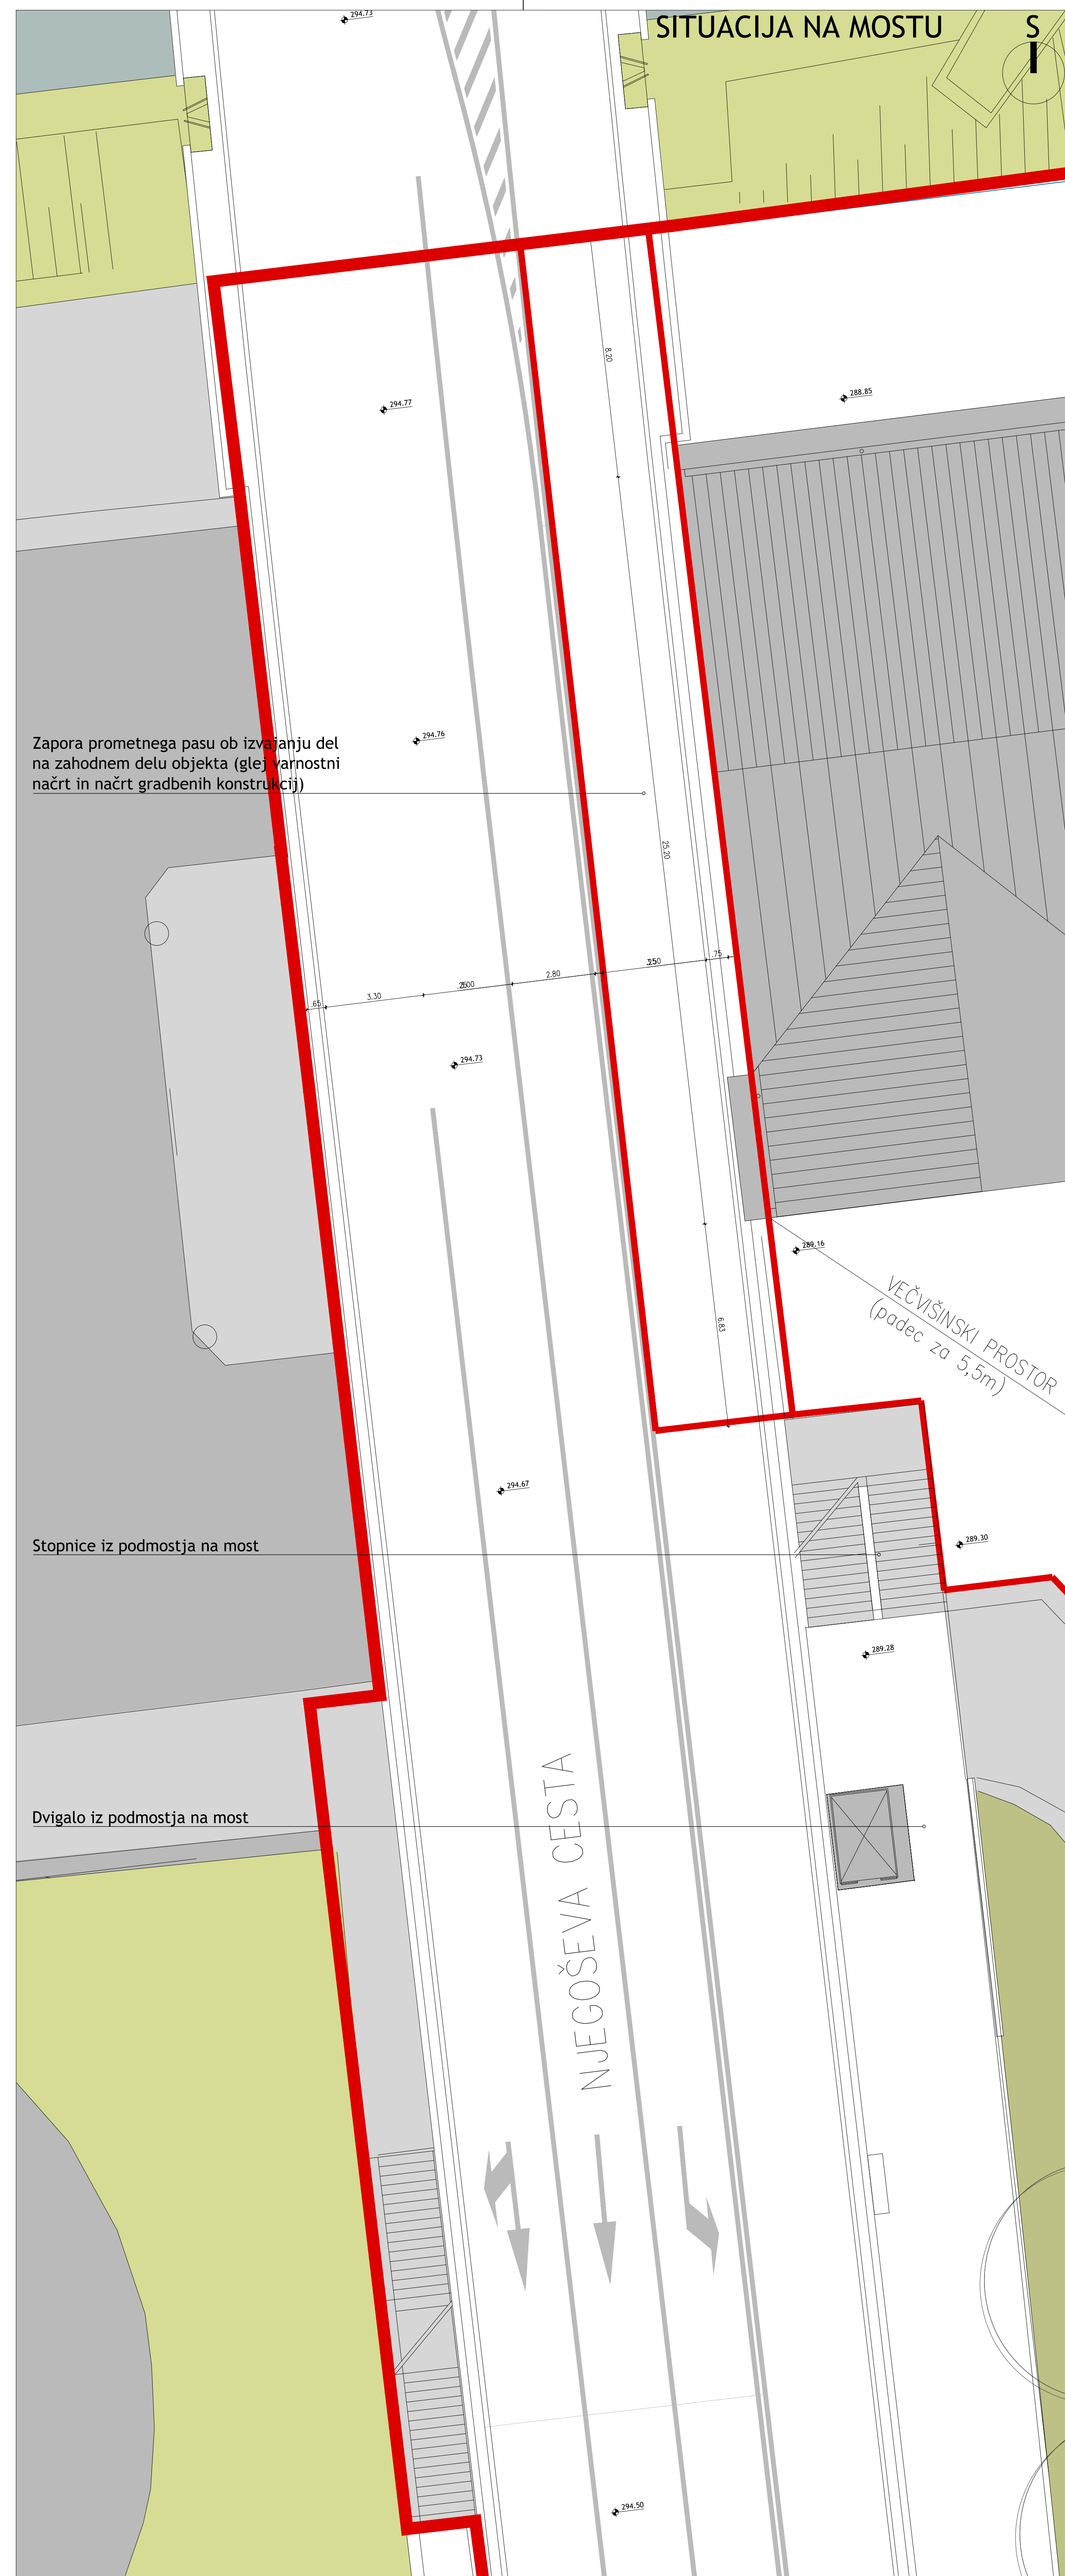 294.73
SITUACIJA NA MOSTU
S
8.20
294.77
288.85
Zapora prometnega pasu ob izvajanju del
na zahodnem delu objekta (glej varnostni
načrt in načrt gradbenih konstrukcij)
294.76
25.20
.65
3.30
2.80
.75
294.73
289.16
VEČVIŠINSKI PROSTOR
(padec za 5,5m)
6.83
294.67
Stopnice iz podmostja na most
289.30
289.28
Dvigalo iz podmostja na most
NJEGOŠEVA CESTA
294.50